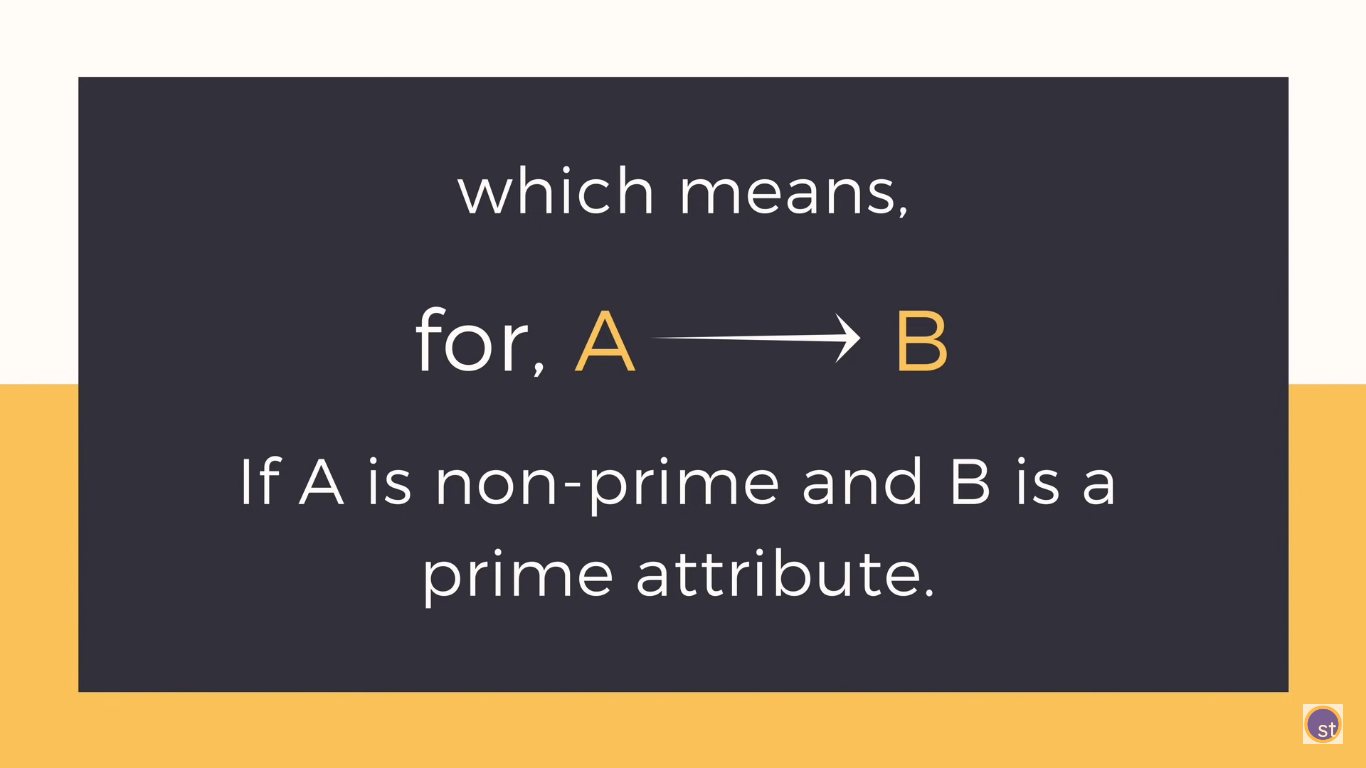 which means,
for, A B
If A is non-prime and B is a
prime attribute.
st